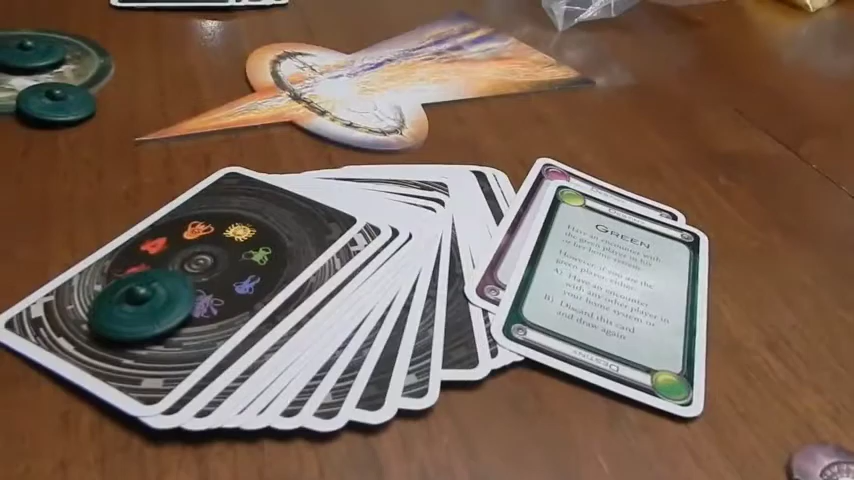 GREEN
Have an encounter with
the green player in his
or her home system.
However, if you are the
green player, either:
A) Have an encounter
with any other player in
your home system, or
B) Discard this card
and draw again.
DESTINY